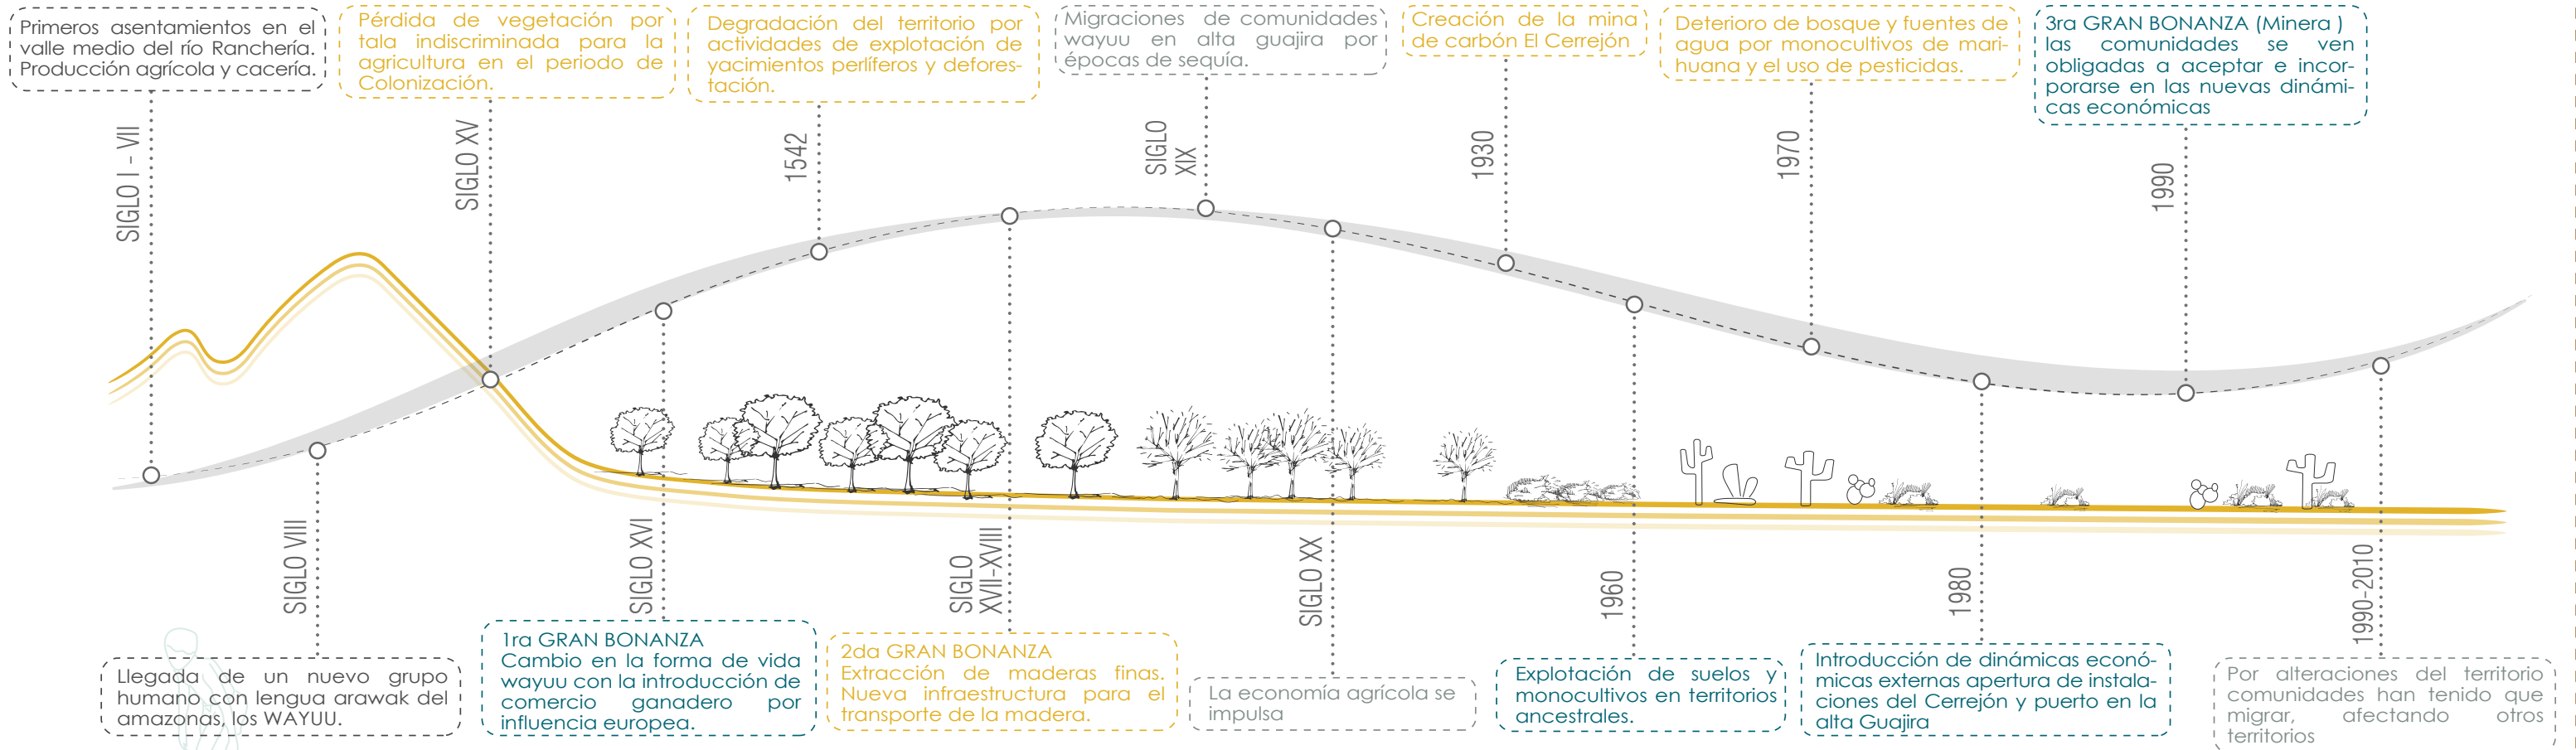 Primeros asentamientos en el
valle medio del río Ranchería.
Producción agrícola y cacería.
SIGLO I - VII
Pérdida de vegetación por
tala indiscriminada para la
agricultura en el periodo de
Colonización.
SIGLO XV
Degradación del territorio por
actividades de explotación de
yacimientos perlíferos y defores-
tación.
1542
Migraciones de comunidades
wayuu en alta guajira por
épocas de sequía.
SIGLO
XIX
Creación de la mina
de carbón El Cerrejón
1930
Deterioro de bosque y fuentes de
agua por monocultivos de mari-
huana y el uso de pesticidas.
1970
3ra GRAN BONANZA (Minera )
las comunidades se ven
obligadas a aceptar e incor-
porarse en las nuevas dinámi-
cas económicas
1990
SIGLO VIII
Llegada de un nuevo grupo
humano con lengua arawak del
amazonas, los WAYUU.
SIGLO XVI
1ra GRAN BONANZA
Cambio en la forma de vida
wayuu con la introducción de
comercio ganadero por
influencia europea.
SIGLO
XVII-XVIII
2da GRAN BONANZA
Extracción de maderas finas.
Nueva infraestructura para el
transporte de la madera.
SIGLO XX
La economía agrícola se
impulsa
1960
Explotación de suelos y
monocultivos en territorios
ancestrales.
1980
Introducción de dinámicas econó-
micas externas apertura de instala-
ciones del Cerrejón y puerto en la
alta Guajira
1990-2010
Por alteraciones del territorio
comunidades han tenido que
migrar, afectando otros
territorios